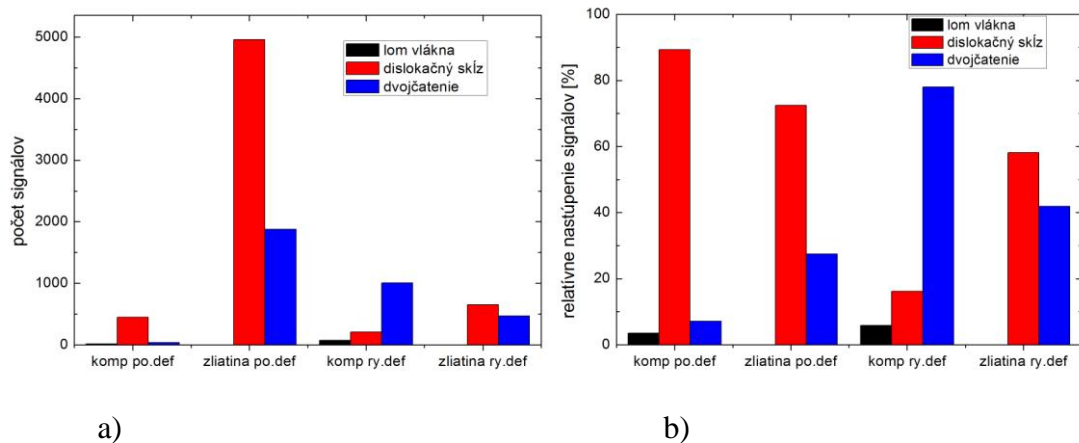 počet signálov
5000
4000
3000
2000
1000
0
lom vlákna
dislokačný skĺz
dvojčatenie
komp po.def zliatina po.def komp ry.def zliatina ry.def
a)
relatívne nastúpenie signálov [%]
100
80
60
40
20
0
lom vlákna
dislokačný skĺz
dvojčatenie
komp po.def zliatina po.def komp ry.def zliatina ry.def
b)